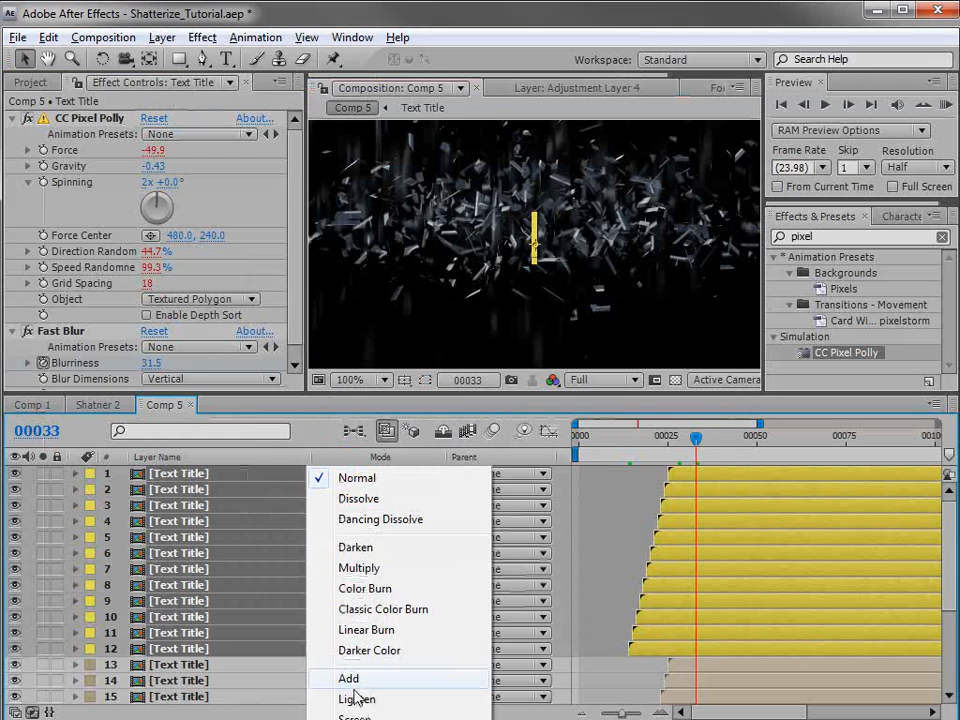 Adobe After Effects - Shatterize_Tutorial.aep *
File Edit Composition Layer Effect Animation View Window Help
Workspace: Standard Search Help
Project Effect Controls: Text Title Composition: Comp 5 Layer: Adjustment Layer 4 Fo Preview
Comp 5 • Text Title
Comp 5 Text Title
CC Pixel Polly Reset About...
Animation Presets: None
Force -49.9
Gravity -0.43
Spinning 2x +0.0°
Force Center 480.0, 240.0
Direction Random 44.7%
Speed Randomne 99.3%
Grid Spacing 18
Object Textured Polygon
Enable Depth Sort
Fast Blur Reset About...
Animation Presets: None
Blurriness 31.5
Blur Dimensions Vertical
100% 00033 Full Active Camera
RAM Preview Options
Frame Rate Skip Resolution
(23.98) 1 Half
From Current Time Full Screen
Effects & Presets Characte
pixel
* Animation Presets
Backgrounds
Pixels
Transitions - Movement
Card Wi... pixelstorm
Simulation
CC Pixel Polly
Comp 1 Shatner 2 Comp 5
00033
0000 00025 00050 00075 0010
# Layer Name Mode Parent
1 [Text Title]
2 [Text Title]
3 [Text Title]
4 [Text Title]
5 [Text Title]
6 [Text Title]
7 [Text Title]
8 [Text Title]
9 [Text Title]
10 [Text Title]
11 [Text Title]
12 [Text Title]
13 [Text Title]
14 [Text Title]
15 [Text Title]
Normal
Dissolve
Dancing Dissolve
Darken
Multiply
Color Burn
Classic Color Burn
Linear Burn
Darker Color
Add
Lighten
Screen